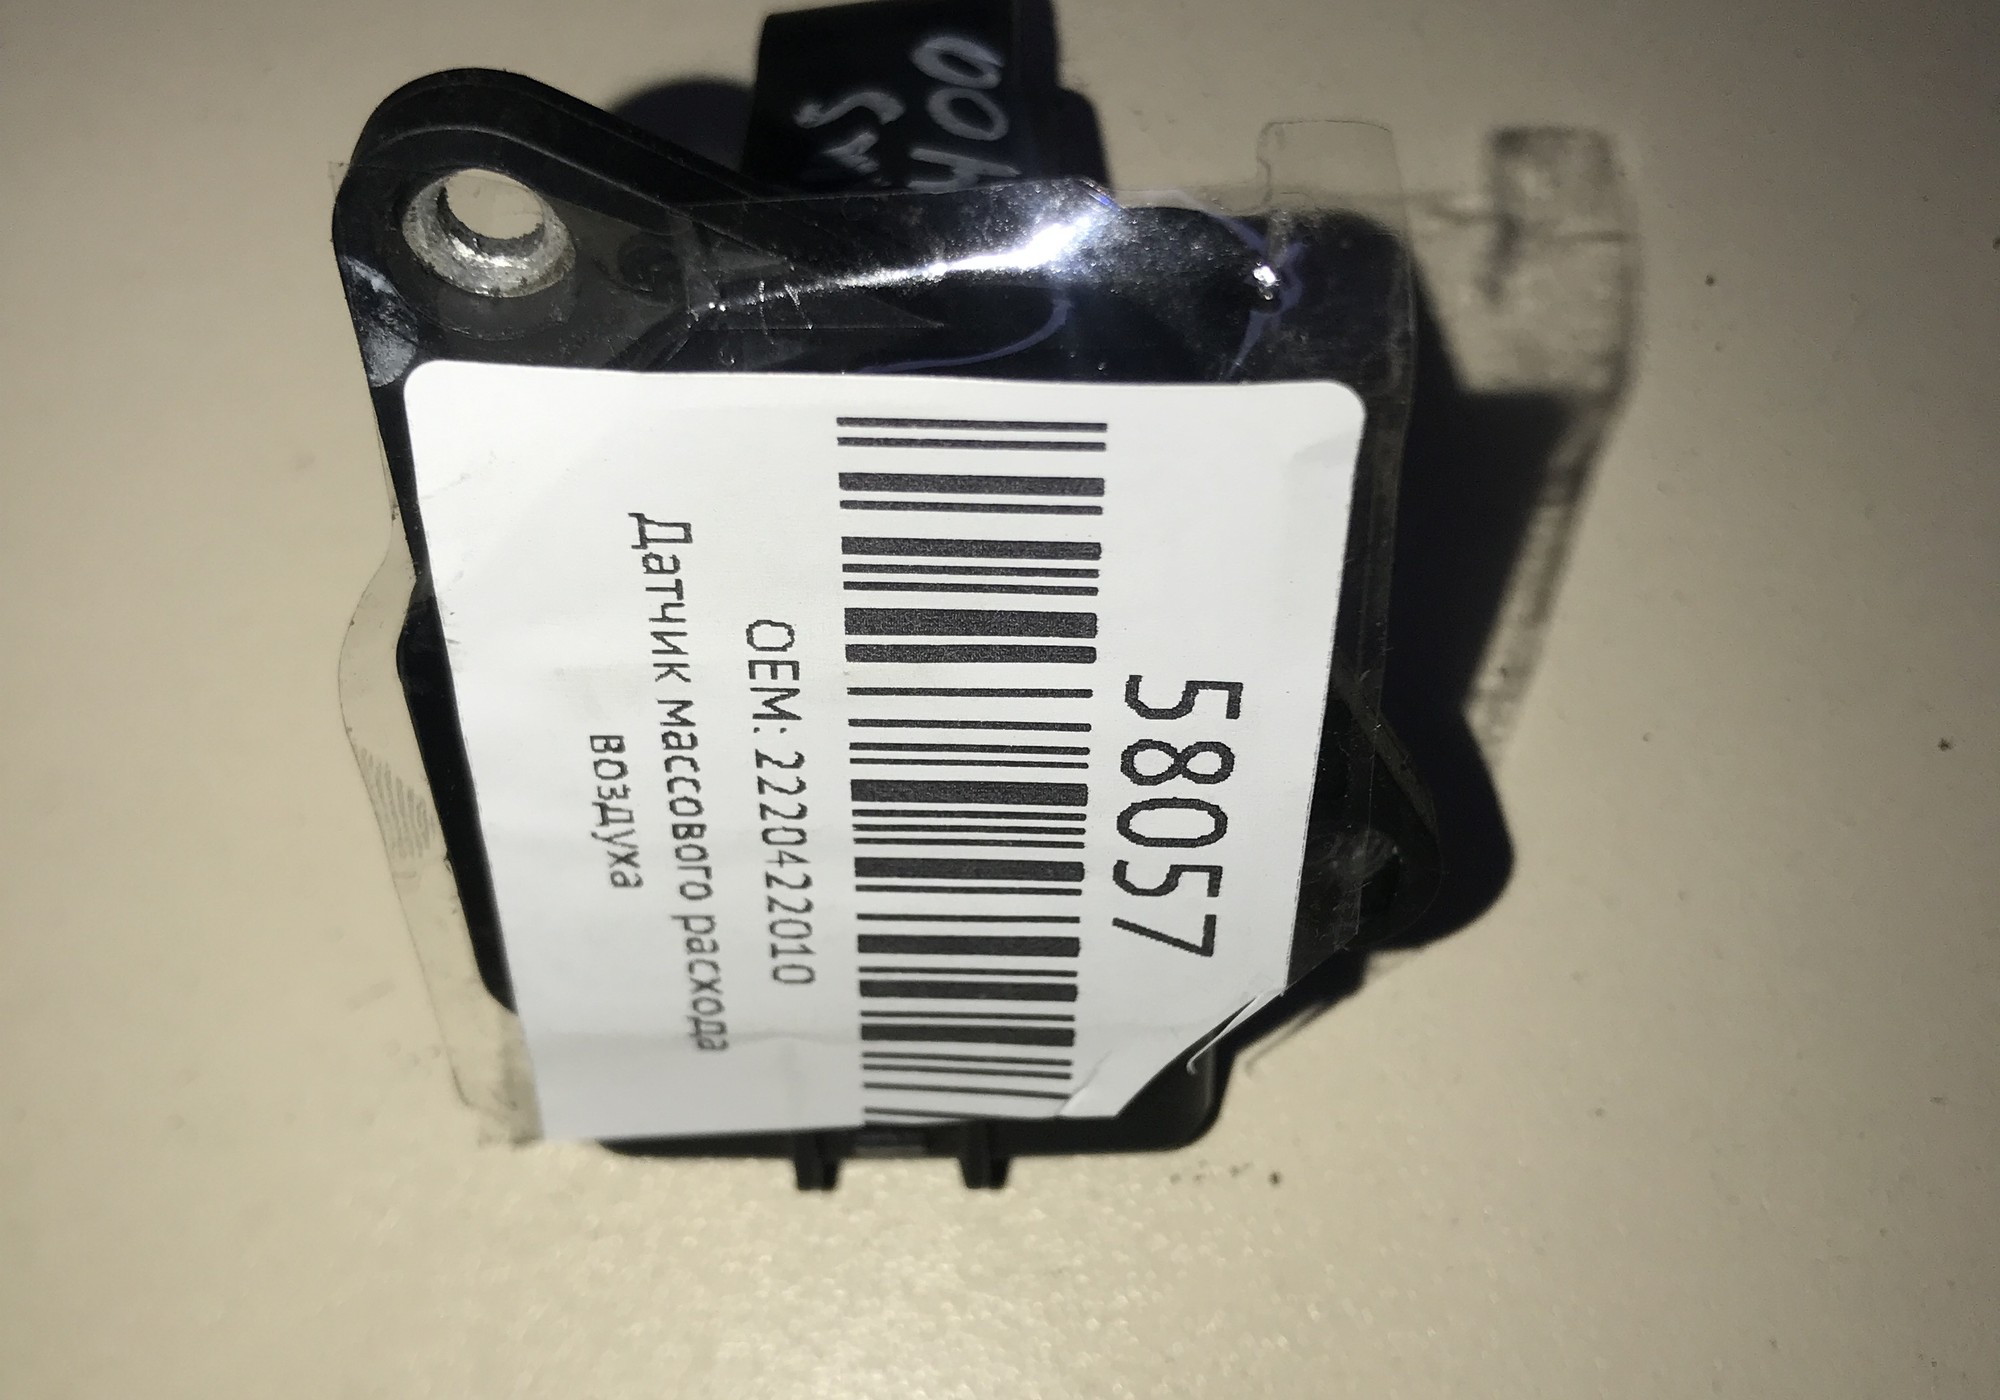 58057
OEM: 2220422010
Датчик массового расхода
воздуха